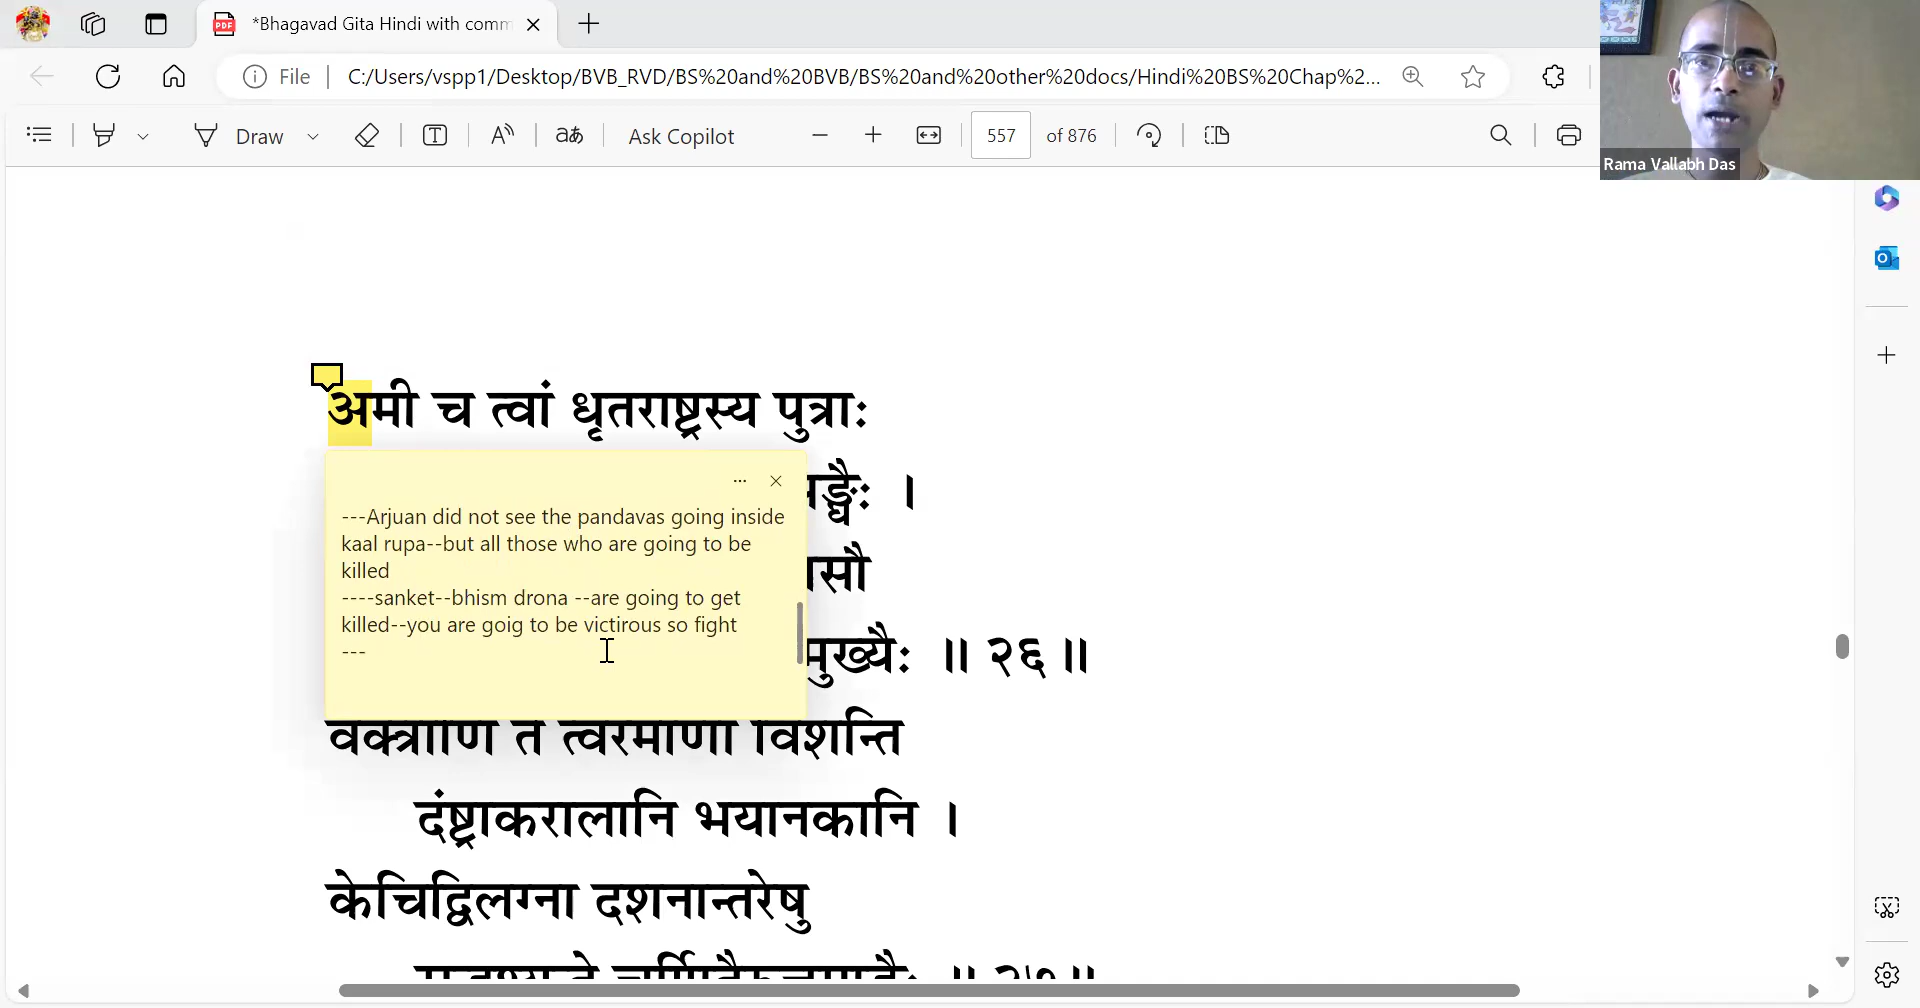 *Bhagavad Gita Hindi with comm
File
C:/Users/vspp1/Desktop/BVB_RVD/BS%20and%20BVB/BS%20and%20other%20docs/Hindi%20BS%20Chap%2...
Draw
Ask Copilot
557 of 876
Rama Vallabh Das
अमी च त्वां धृतराष्ट्रस्य पुत्राः
---Arjuan did not see the pandavas going inside
kaal rupa--but all those who are going to be
killed
----sanket--bhism drona --are going to get
killed--you are goig to be victirous so fight
---
॥ २६ ॥
वक्त्राणि ते त्वरमाणा विशन्ति
दंष्ट्राकरालानि भयानकानि ।
केचिद्विलग्ना दशनान्तरेषु